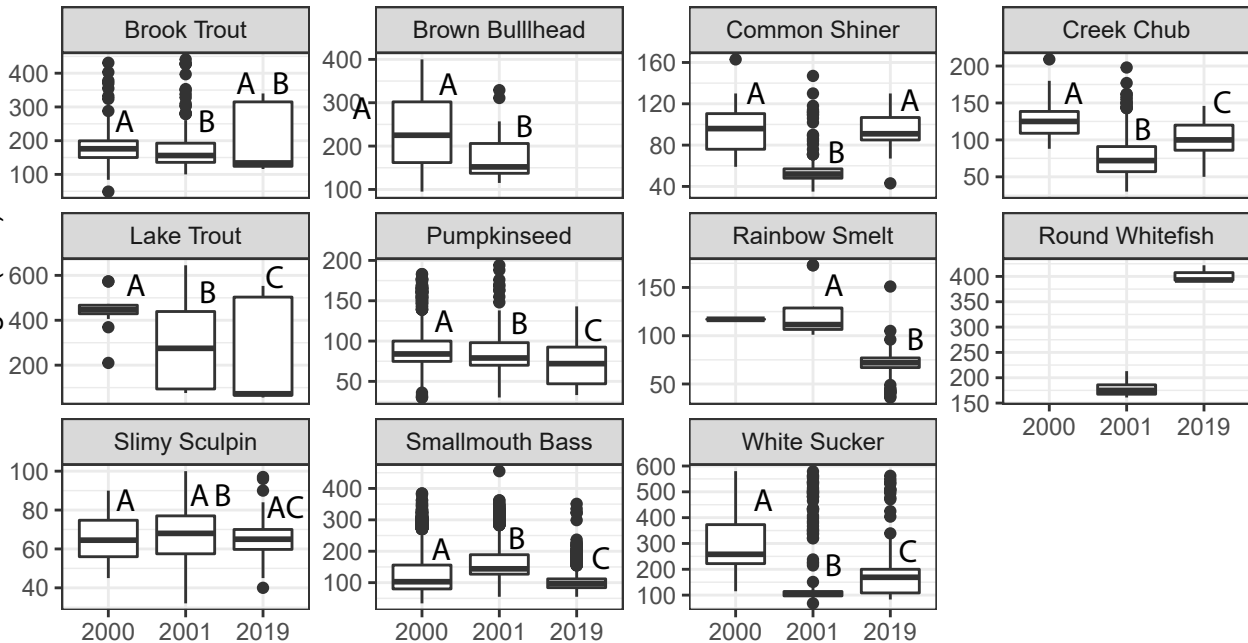 Brook Trout
Brown Bulllhead
Common Shiner
Creek Chub
400
300
200
100
A
B
A B
400
300
200
100
A
A
B
160
120
80
40
A
B
A
200
150
100
50
A
B
C
Lake Trout
Pumpkinseed
Rainbow Smelt
Round Whitefish
600
400
200
A
B
C
200
150
100
50
A
B
C
150
100
50
A
B
400
350
300
250
200
150
2000 2001 2019
Slimy Sculpin
Smallmouth Bass
White Sucker
100
80
60
40
A
A B
AC
400
300
200
100
A
B
C
600
500
400
300
200
100
A
B
C
2000 2001 2019
2000 2001 2019
2000 2001 2019